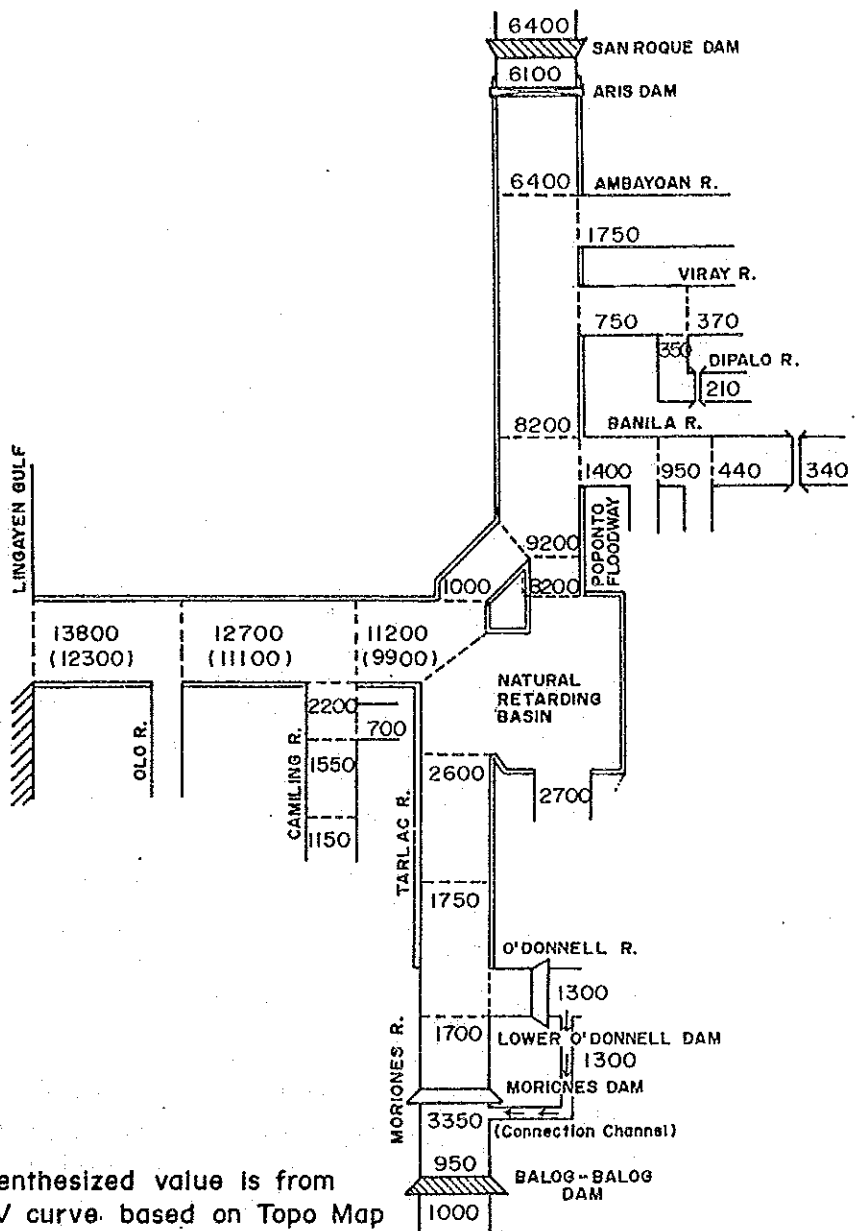 6400
SAN ROQUE DAM
6100
ARIS DAM
6400
AMBAYOAN R.
1750
VIRAY R.
750
370
350
DIPALO R.
210
8200
BANILA R.
1400
950
440
340
LINGAYEN GULF
POPONTO
FLOODWAY
9200
1000
8200
13800
(12300)
12700
(11100)
11200
(9900)
NATURAL
RETARDING
BASIN
OLO R.
2200
700
CAMILING R.
1550
1150
TARLAC R.
2600
2700
1750
O'DONNELL R.
1300
1700
LOWER O'DONNELL DAM
1300
MORIONES R.
MORIONES DAM
3350
(Connection Channel)
950
BALOG-BALOG
DAM
1000
enthesized value is from
V curve based on Topo Map